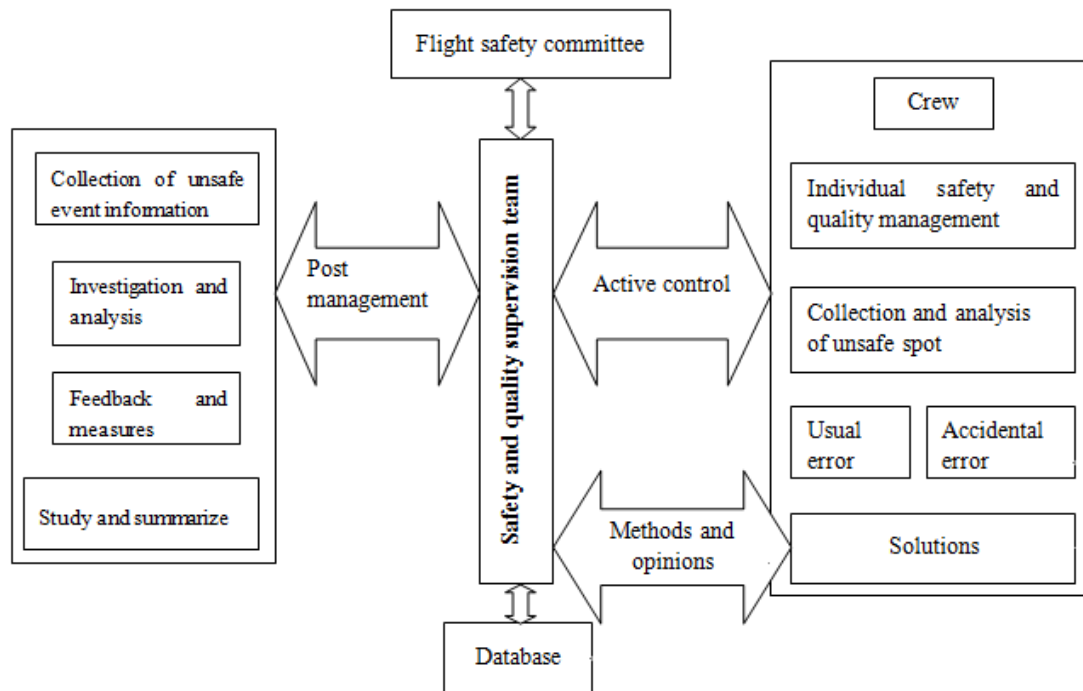 Flight safety committee
Collection of unsafe
event information
Investigation and
analysis
Feedback and
measures
Study and summarize
Post
management
Safety and quality supervision team
Active control
Methods and
opinions
Database
Crew
Individual safety and
quality management
Collection and analysis
of unsafe spot
Usual
error
Accidental
error
Solutions